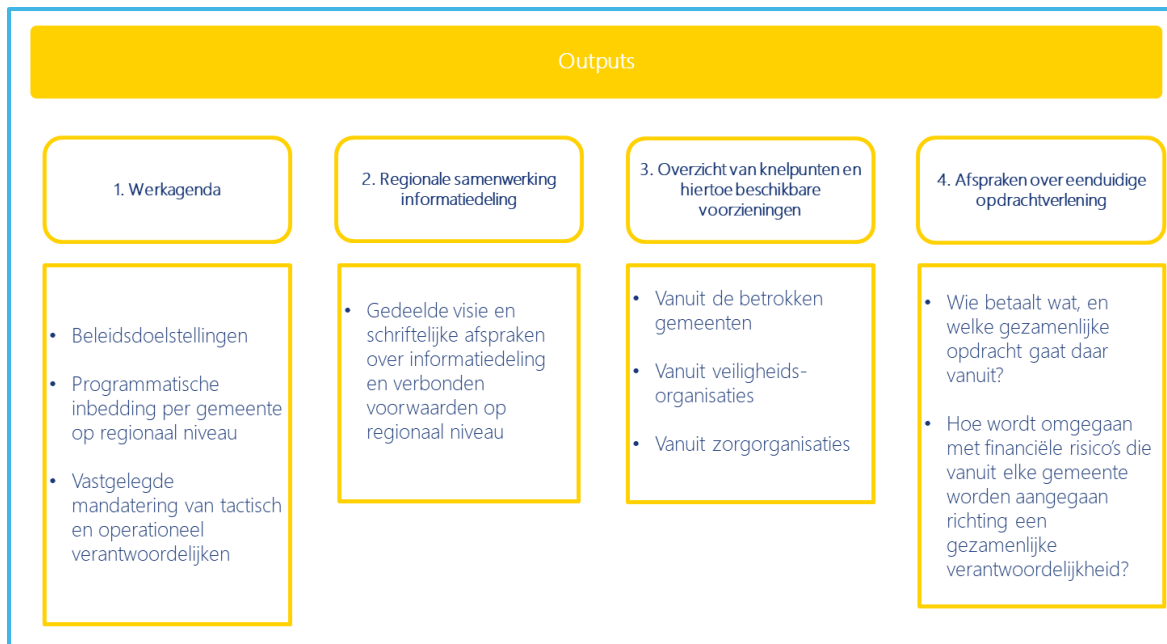 Outputs
1. Werkagenda
2. Regionale samenwerking
informatiedeling
3. Overzicht van knelpunten en
hiertoe beschikbare
voorzieningen
4. Afspraken over eenduidige
opdrachtverlening
• Beleidsdoelstellingen
• Programmatische
inbedding per gemeente
op regionaal niveau
• Vastgelegde
mandatering van tactisch
en operationeel
verantwoordelijken
• Gedeelde visie en
schriftelijke afspraken
over informatiedeling
en verbonden
voorwaarden op
regionaal niveau
• Vanuit de betrokken
gemeenten
• Vanuit veiligheids-
organisaties
• Vanuit zorgorganisaties
• Wie betaalt wat, en
welke gezamenlijke
opdracht gaat daar
vanuit?
• Hoe wordt omgegaan
met financiële risico's die
vanuit elke gemeente
worden aangegaan
richting een
gezamenlijke
verantwoordelijkheid?